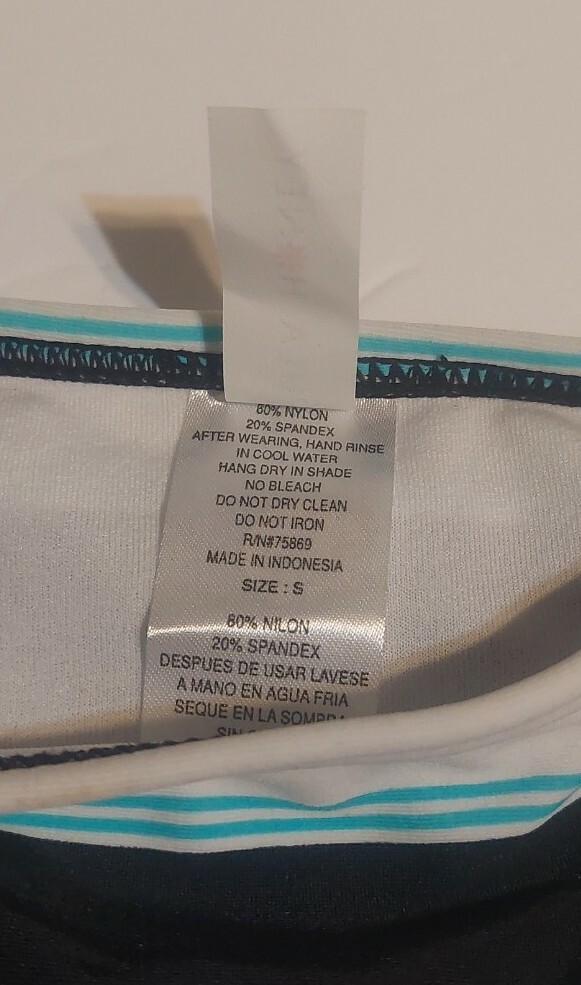 80% NYLON
20% SPANDEX
AFTER WEARING, HAND RINSE
IN COOL WATER
HANG DRY IN SHADE
NO BLEACH
DO NOT DRY CLEAN
DO NOT IRON
R/N#75869
MADE IN INDONESIA
SIZE : S
80% NILON
20% SPANDEX
DESPUES DE USAR LAVESE
A MANO EN AGUA FRIA
SEQUE EN LA SOMBRA
SIN